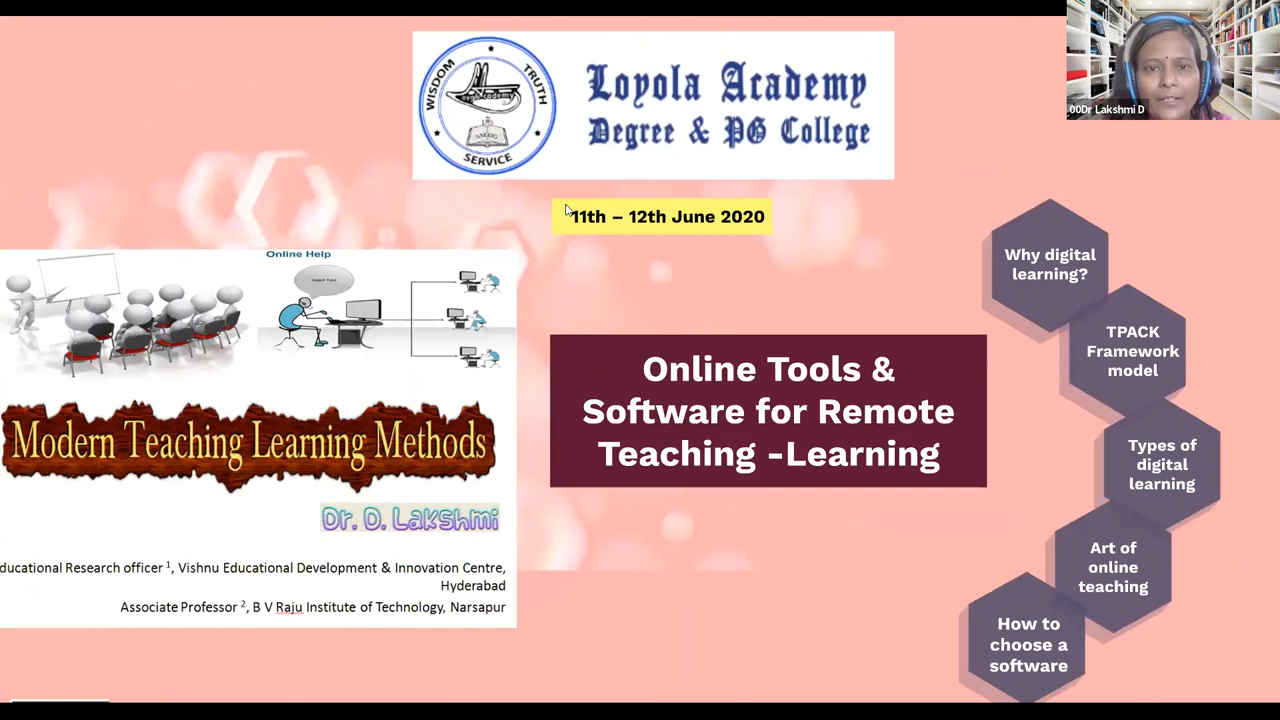 WISDOM
TRUTH
SERVICE
Loyola Academy
Degree & PG College
00Dr Lakshmi D
11th – 12th June 2020
Online Help
Modern Teaching Learning Methods
Dr. D. Lakshmi
ducational Research officer 1, Vishnu Educational Development & Innovation Centre,
Hyderabad
Associate Professor 2, B V Raju Institute of Technology, Narsapur
Online Tools &
Software for Remote
Teaching -Learning
Why digital
learning?
TPACK
Framework
model
Types of
digital
learning
Art of
online
teaching
How to
choose a
software